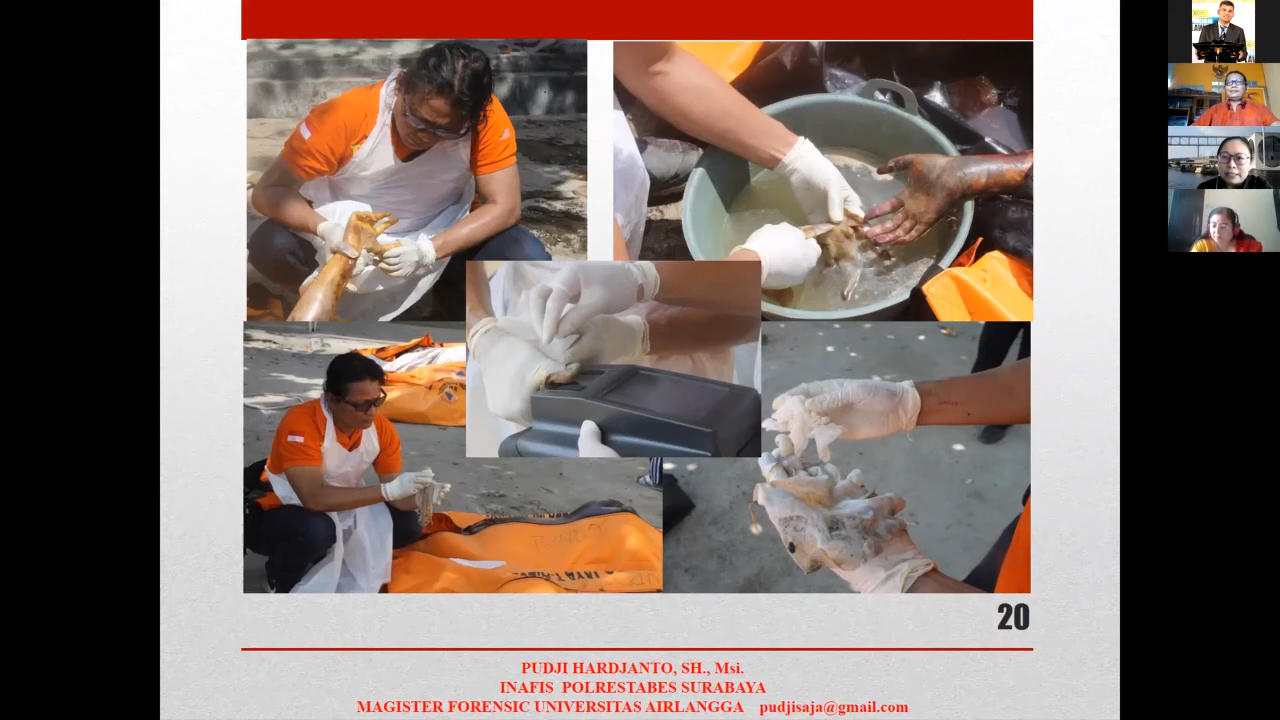 20
PUDJI HARDJANTO, SH., Msi.
INAFIS POLRESTABES SURABAYA
MAGISTER FORENSIC UNIVERSITAS AIRLANGGA pudjisaja@gmail.com